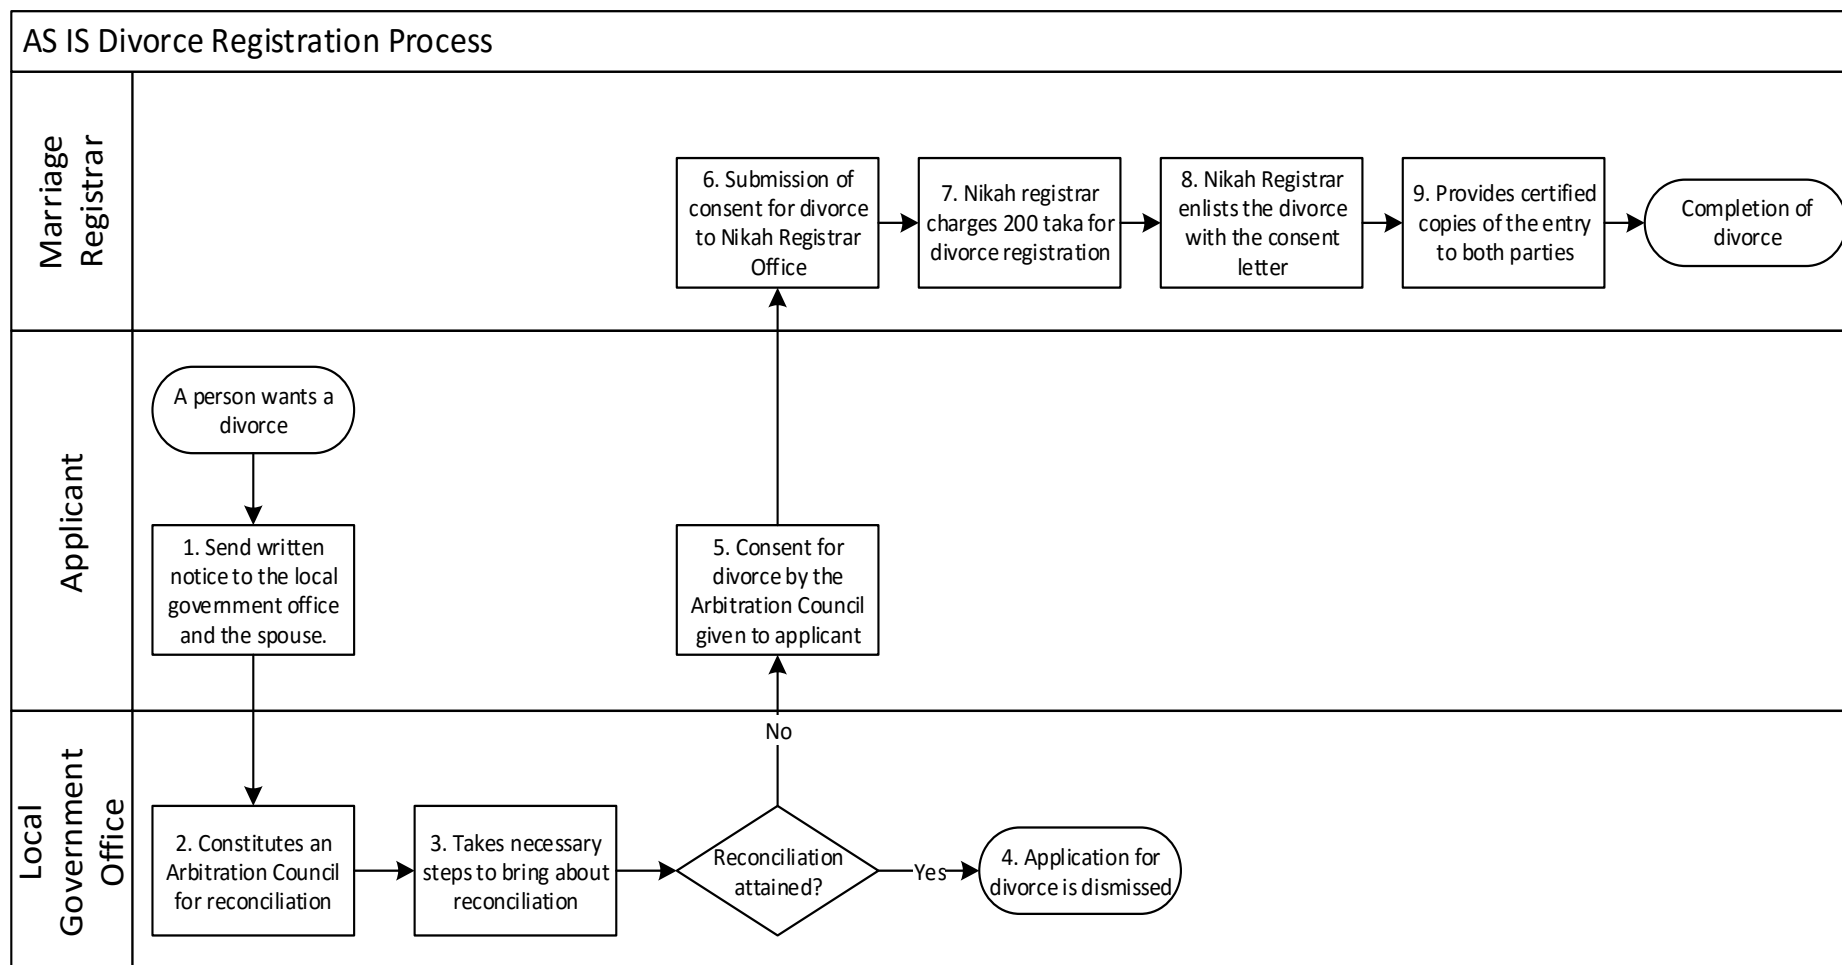 AS IS Divorce Registration Process
Marriage
Registrar
6. Submission of
consent for divorce
to Nikah Registrar
Office
7. Nikah registrar
charges 200 taka for
divorce registration
8. Nikah Registrar
enlists the divorce
with the consent
letter
9. Provides certified
copies of the entry
to both parties
Completion of
divorce
Applicant
A person wants a
divorce
1. Send written
notice to the local
government office
and the spouse.
5. Consent for
divorce by the
Arbitration Council
given to applicant
Local
Government
Office
2. Constitutes an
Arbitration Council
for reconciliation
3. Takes necessary
steps to bring about
reconciliation
Reconciliation
attained?
No
Yes
4. Application for
divorce is dismissed